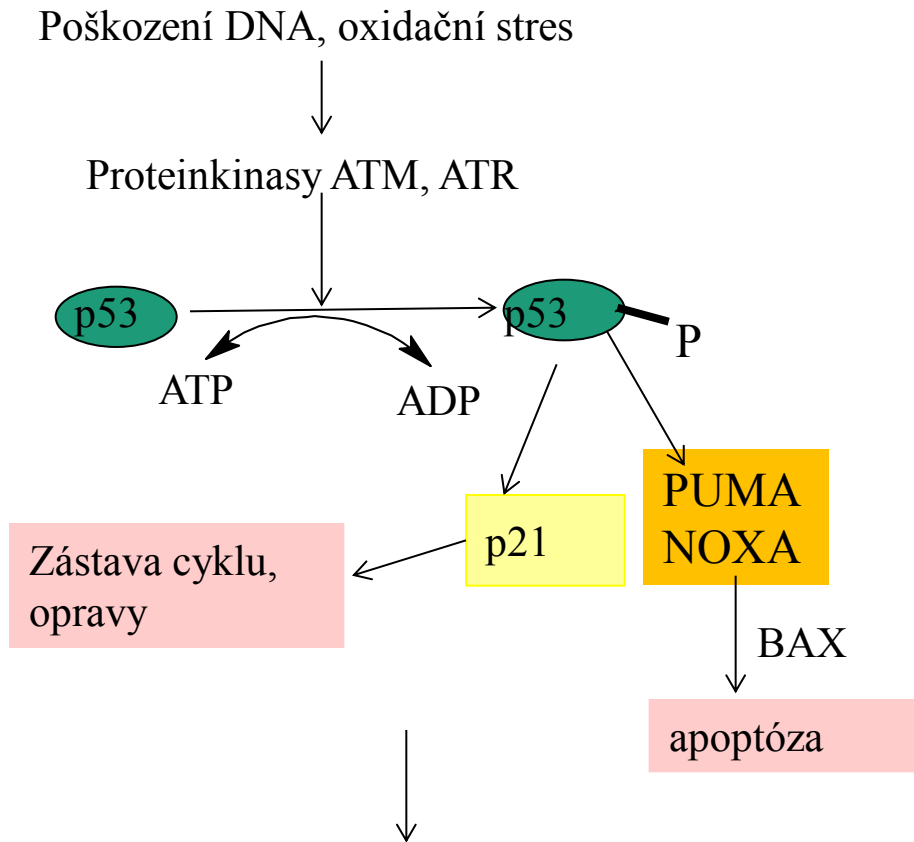 Poškození DNA, oxidační stres
Proteinkinasy ATM, ATR
p53
p53
P
ATP
ADP
PUMA
NOXA
p21
Zástava cyklu,
opravy
BAX
apoptóza